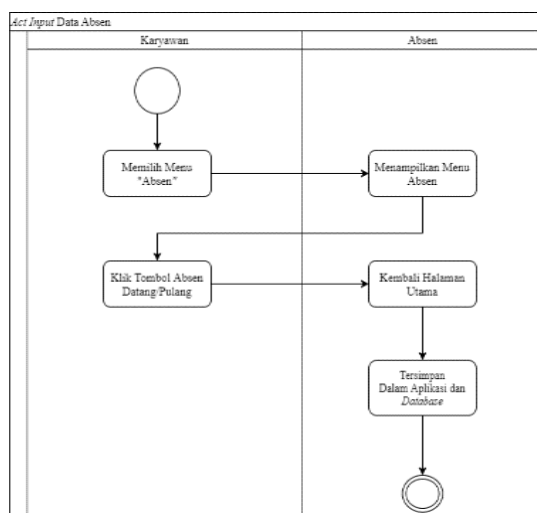 Act Input Data Absen
Karyawan
Absen
Memilih Menu
"Absen"
Menampilkan Menu
Absen
Klik Tombol Absen
Datang/Pulang
Kembali Halaman
Utama
Tersimpan
Dalam Aplikasi dan
Database